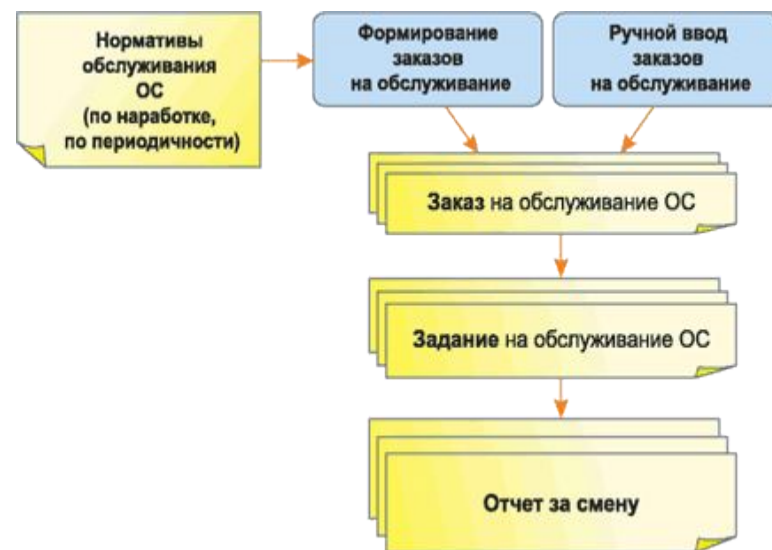 Нормативы
обслуживания
ОС
(по наработке,
по периодичности)
Формирование
заказов
на обслуживание
Ручной ввод
заказов
на обслуживание
Заказ на обслуживание ОС
Задание на обслуживание ОС
Отчет за смену